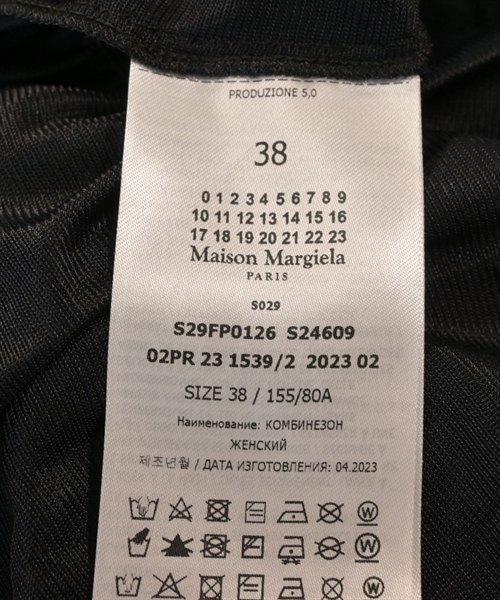 PRODUZIONE 5,0
38
0 1 2 3 4 5 6 7 8 9
10 11 12 13 14 15 16
17 18 19 20 21 22 23
Maison Margiela
PARIS
S029
S29FP0126 S24609
02PR 23 1539/2 2023 02
SIZE 38 / 155/80A
Наименование: КОМБИНЕЗОН
ЖЕНСКИЙ
제조년월 / ДАТА ИЗГОТОВЛЕНИЯ: 04.2023
W
W
W